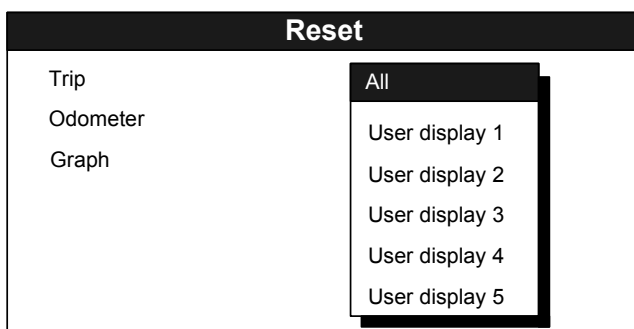 Reset
Trip
Odometer
Graph
All
User display 1
User display 2
User display 3
User display 4
User display 5